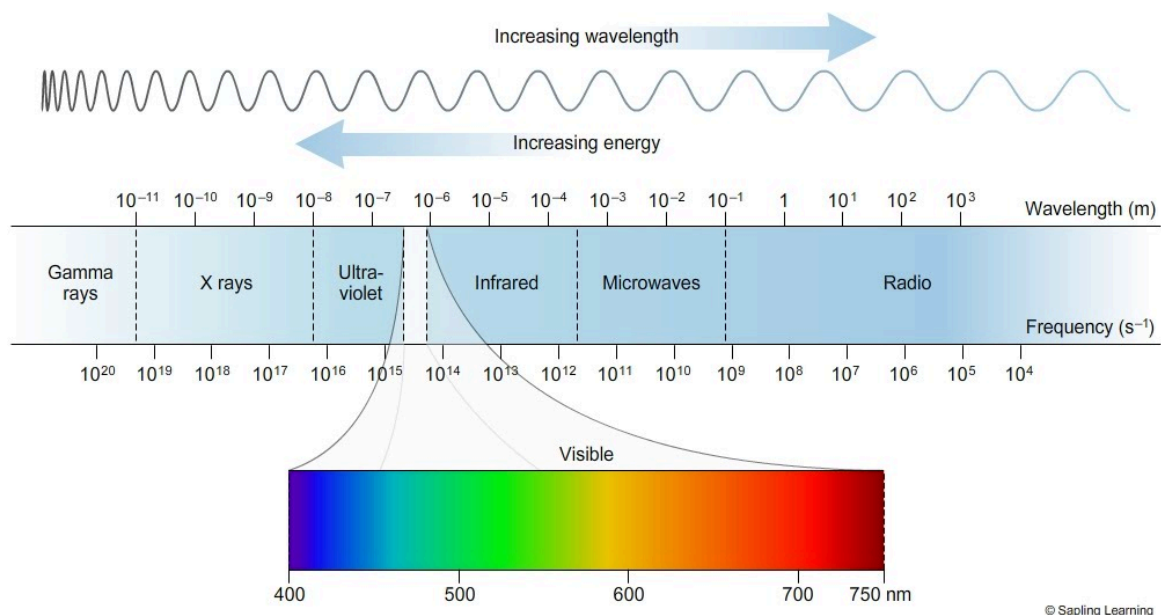 Increasing wavelength
Increasing energy
10⁻¹¹ 10⁻¹⁰ 10⁻⁹ 10⁻⁸ 10⁻⁷ 10⁻⁶ 10⁻⁵ 10⁻⁴ 10⁻³ 10⁻² 10⁻¹ 1 10¹ 10² 10³ Wavelength (m)
Gamma rays X rays Ultra-violet Infrared Microwaves Radio
Frequency (s⁻¹)
10²⁰ 10¹⁹ 10¹⁸ 10¹⁷ 10¹⁶ 10¹⁵ 10¹⁴ 10¹³ 10¹² 10¹¹ 10¹⁰ 10⁹ 10⁸ 10⁷ 10⁶ 10⁵ 10⁴
Visible
400 500 600 700 750 nm
© Sapling Learning